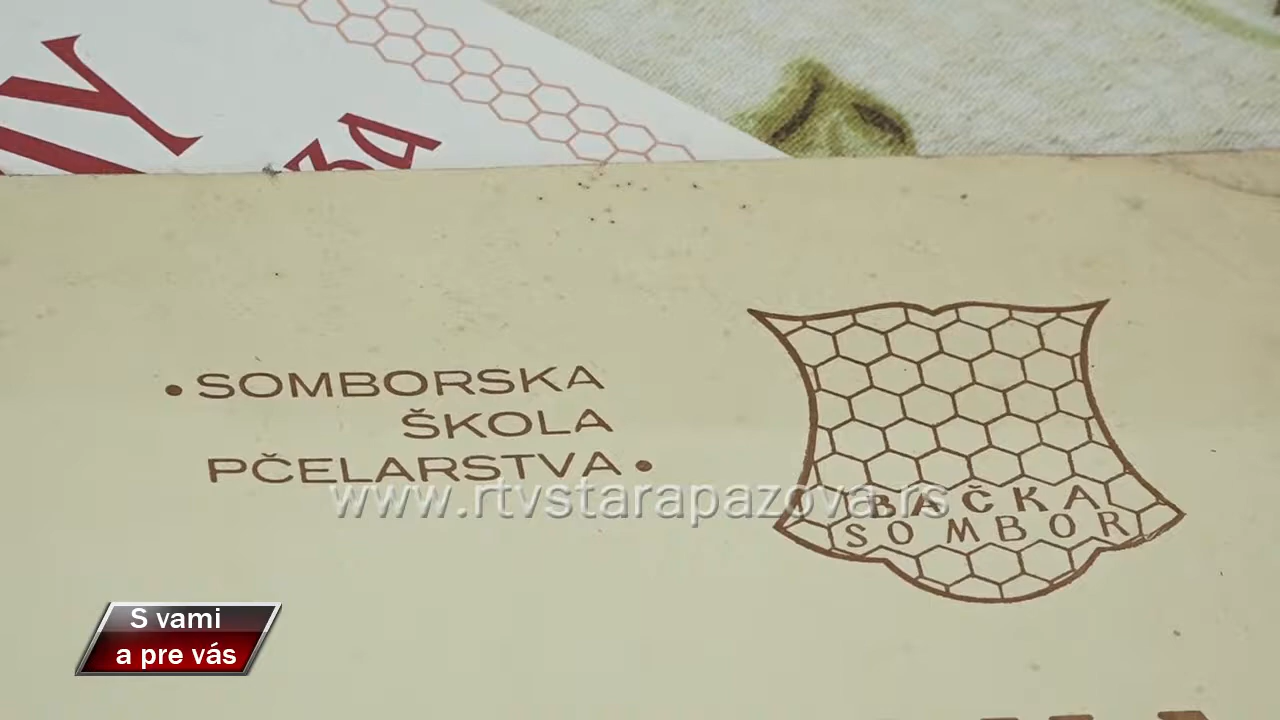 • SOMBORSKA
ŠKOLA
PČELARSTVA •
BAČKA
SOMBOR
www.rtvstarapazova.rs
S vami
a pre vás